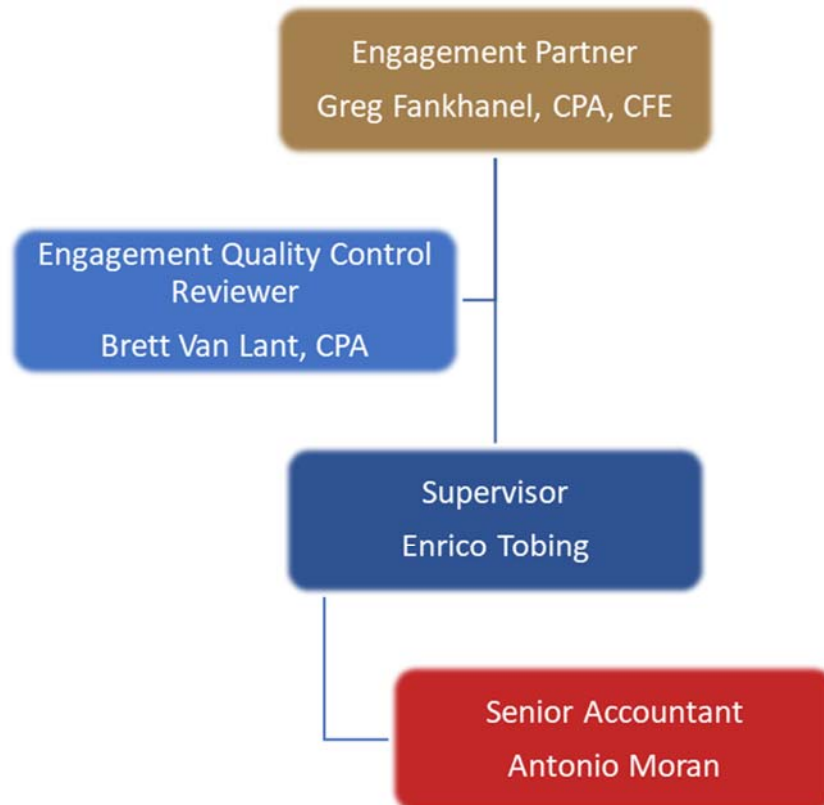 Engagement Partner
Greg Fankhanel, CPA, CFE
Engagement Quality Control
Reviewer
Brett Van Lant, CPA
Supervisor
Enrico Tobing
Senior Accountant
Antonio Moran